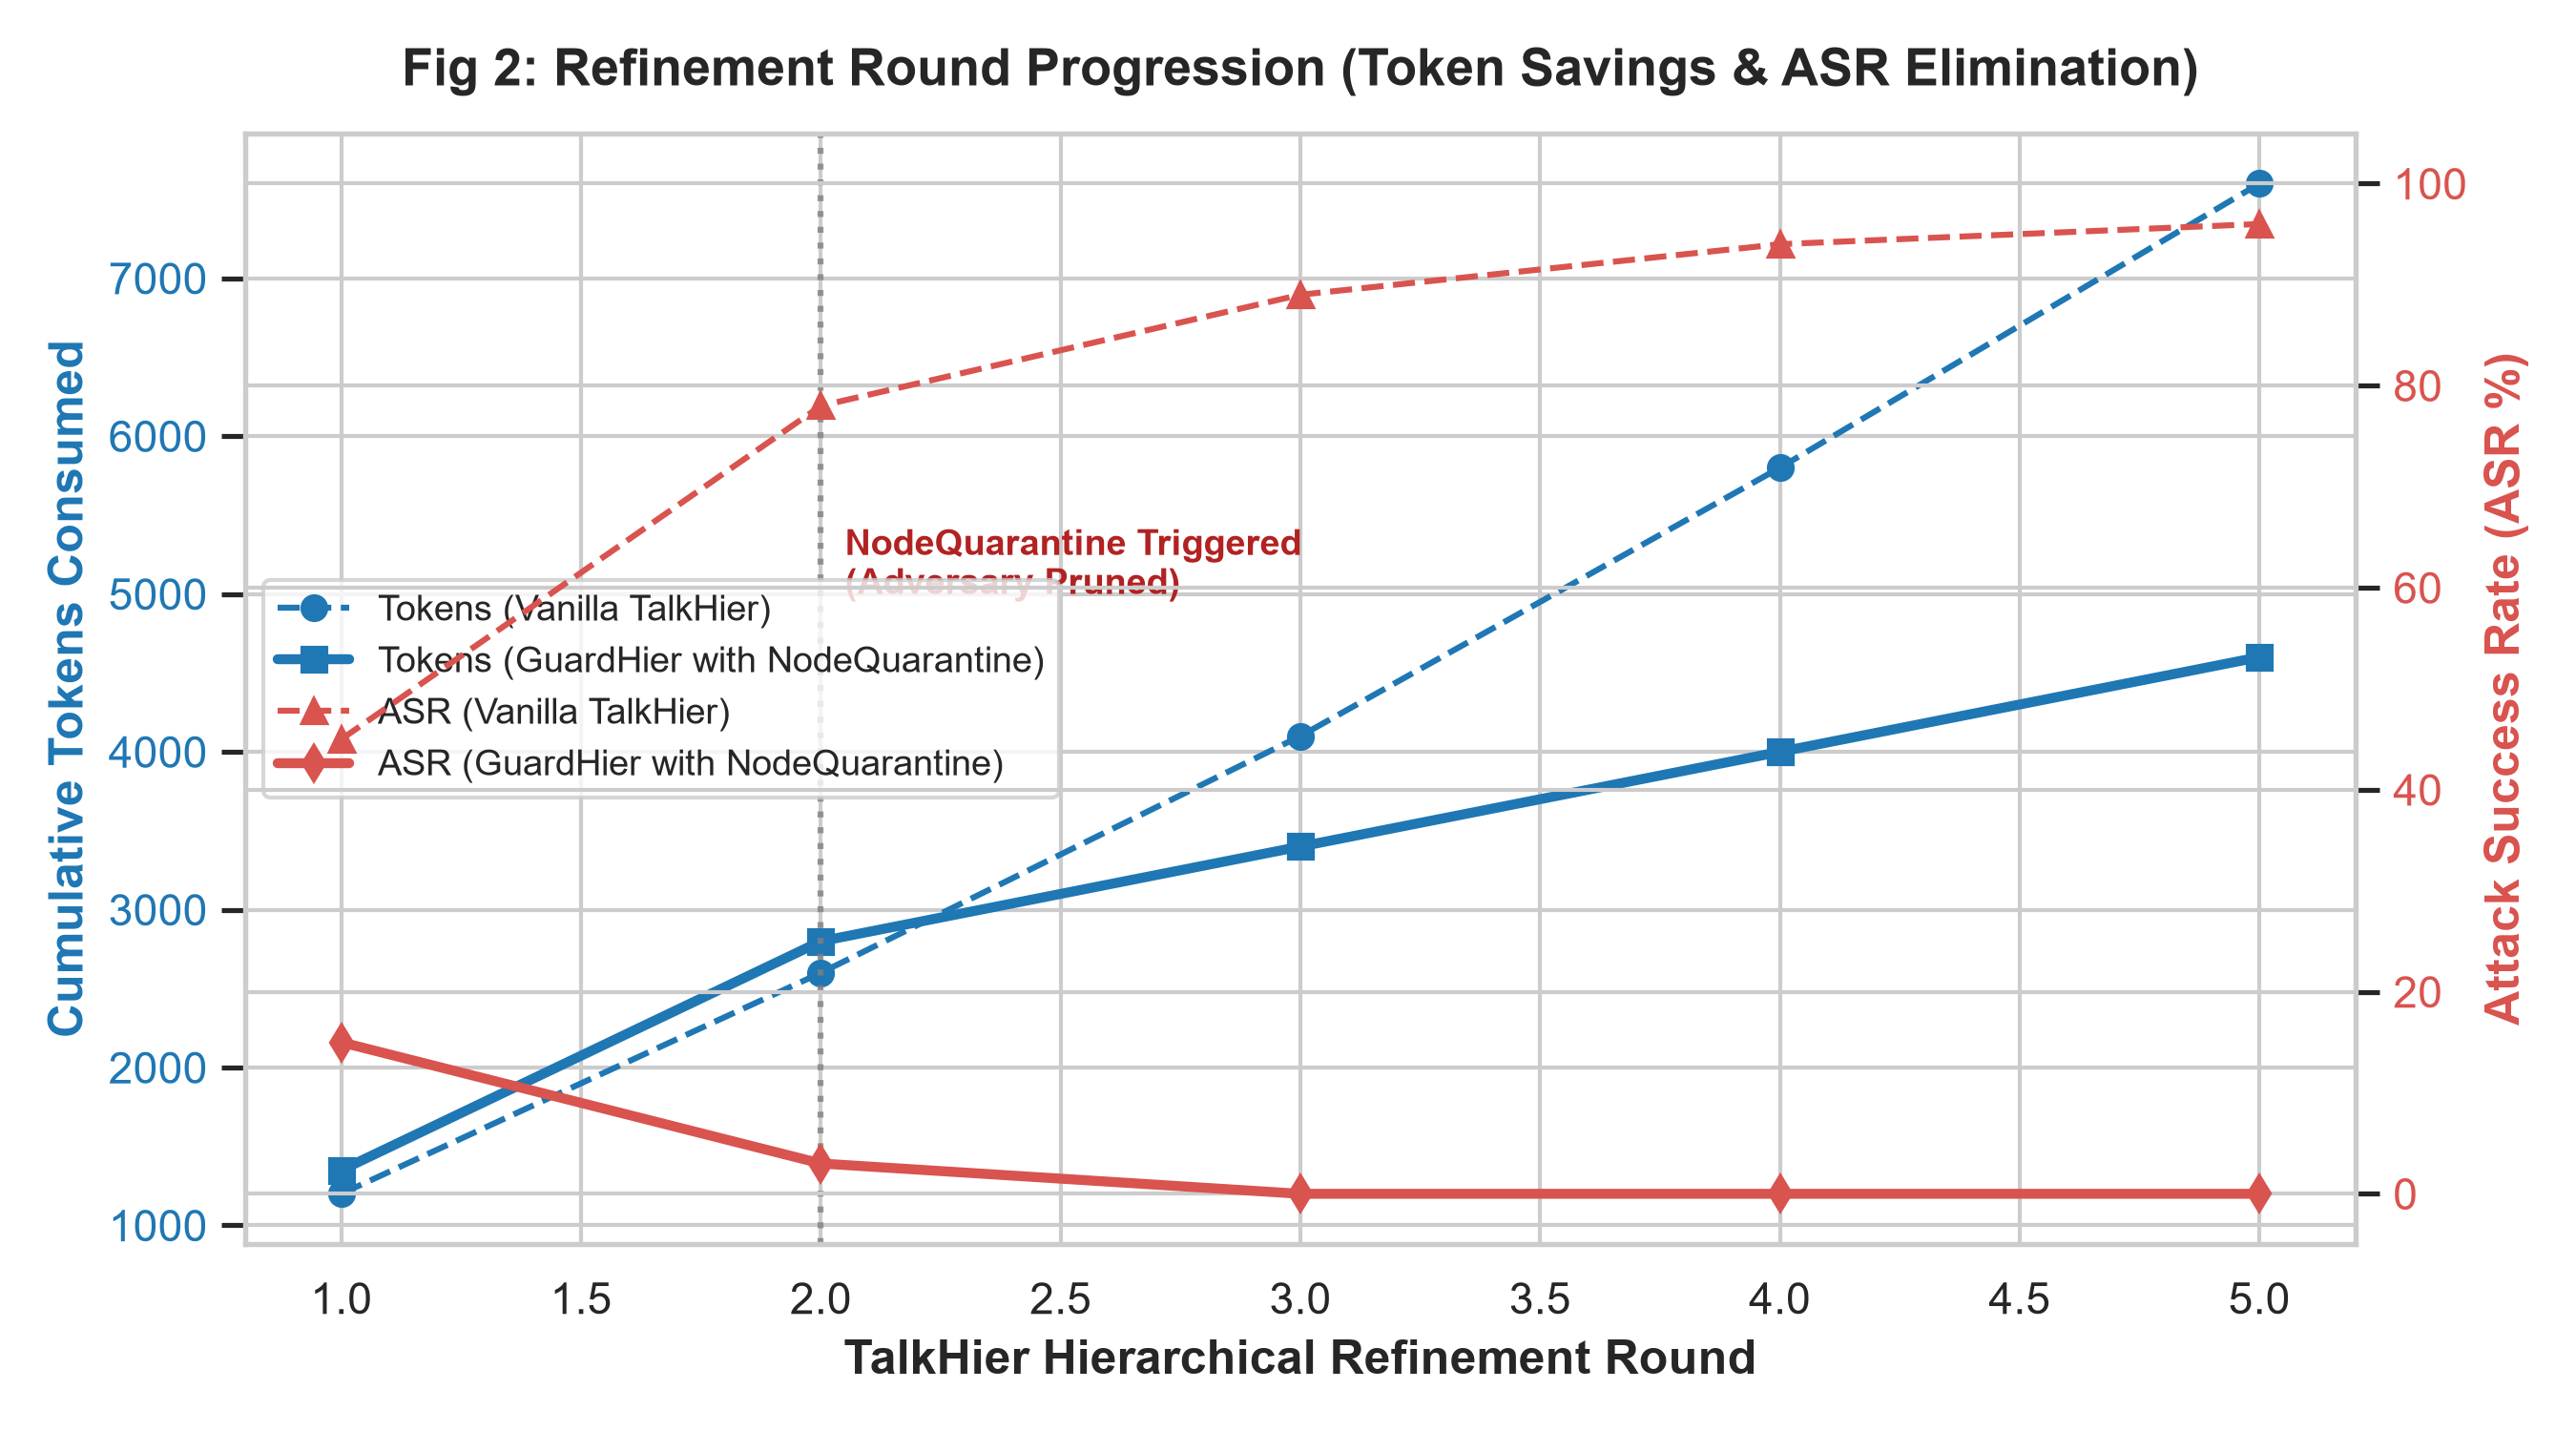 Fig 2: Refinement Round Progression (Token Savings & ASR Elimination)
Cumulative Tokens Consumed
7000
6000
5000
4000
3000
2000
1000
NodeQuarantine Triggered
(Adversary Pruned)
Tokens (Vanilla TalkHier)
Tokens (GuardHier with NodeQuarantine)
ASR (Vanilla TalkHier)
ASR (GuardHier with NodeQuarantine)
100
80
60
40
20
0
Attack Success Rate (ASR %)
1.0 1.5 2.0 2.5 3.0 3.5 4.0 4.5 5.0
TalkHier Hierarchical Refinement Round